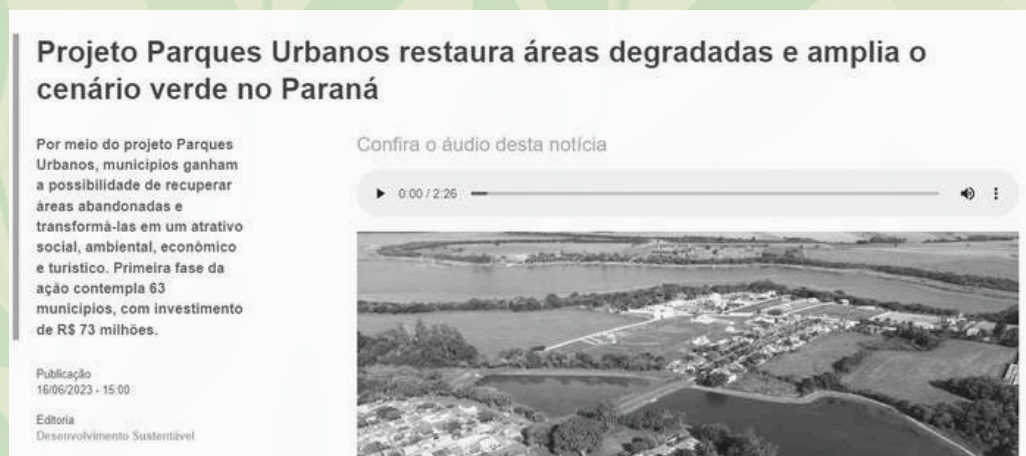 Projeto Parques Urbanos restaura áreas degradadas e amplia o
cenário verde no Paraná
Por meio do projeto Parques
Urbanos, municípios ganham
a possibilidade de recuperar
áreas abandonadas e
transformá-las em um atrativo
social, ambiental, econômico
e turístico. Primeira fase da
ação contempla 63
municípios, com investimento
de R$ 73 milhões.
Publicação
16/06/2023 - 15:00
Editoria
Desenvolvimento Sustentável
Confira o áudio desta notícia
0:00 / 2:26